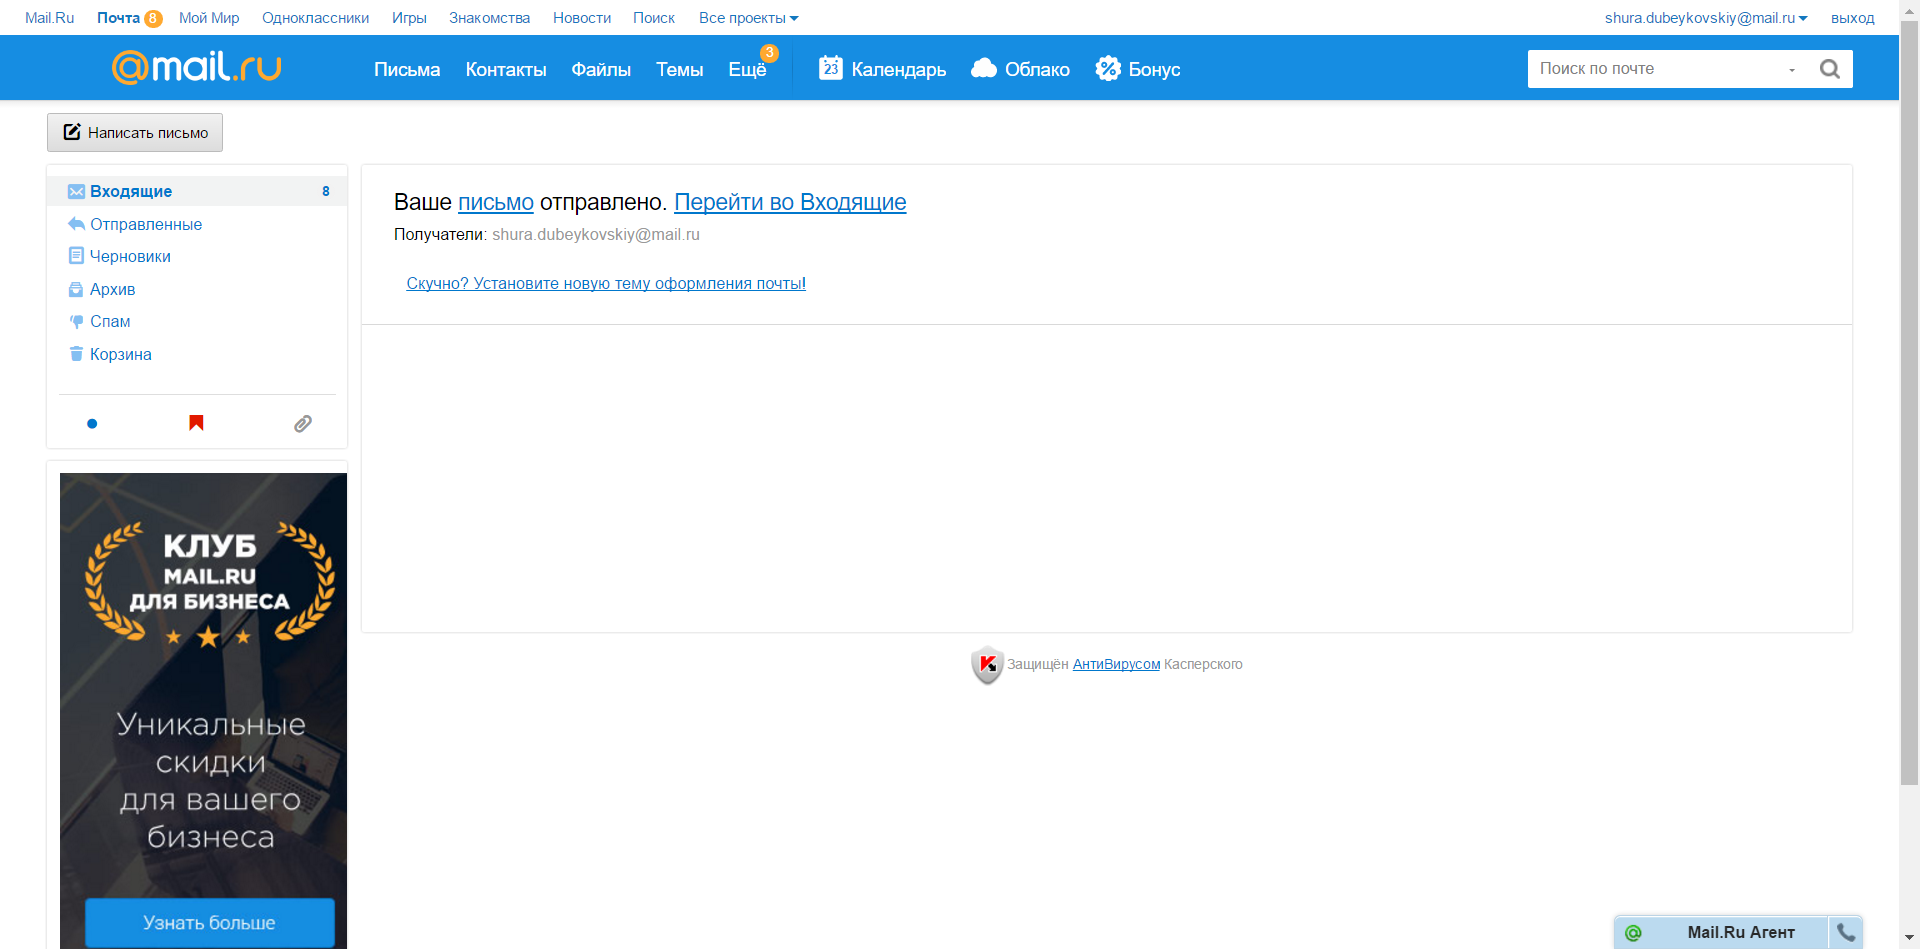 Mail.Ru Почта 8 Мой Мир Одноклассники Игры Знакомства Новости Поиск Все проекты shura.dubeykovskiy@mail.ru выход
@mail.ru Письма Контакты Файлы Темы Ещё 3 23 Календарь Облако Бонус Поиск по почте
Написать письмо
Входящие 8
Отправленные
Черновики
Архив
Спам
Корзина
Ваше письмо отправлено. Перейти во Входящие
Получатели: shura.dubeykovskiy@mail.ru
Скучно? Установите новую тему оформления почты!
КЛУБ
MAIL.RU
ДЛЯ БИЗНЕСА
Уникальные
скидки
для вашего
бизнеса
Узнать больше
Защищён АнтиВирусом Касперского
@ Mail.Ru Агент